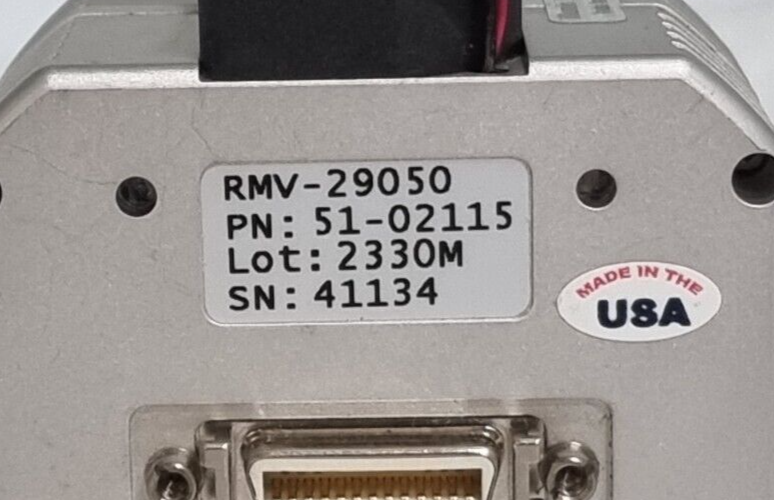 RMV-29050
PN: 51-02115
Lot: 2330M
SN: 41134
MADE IN THE
USA